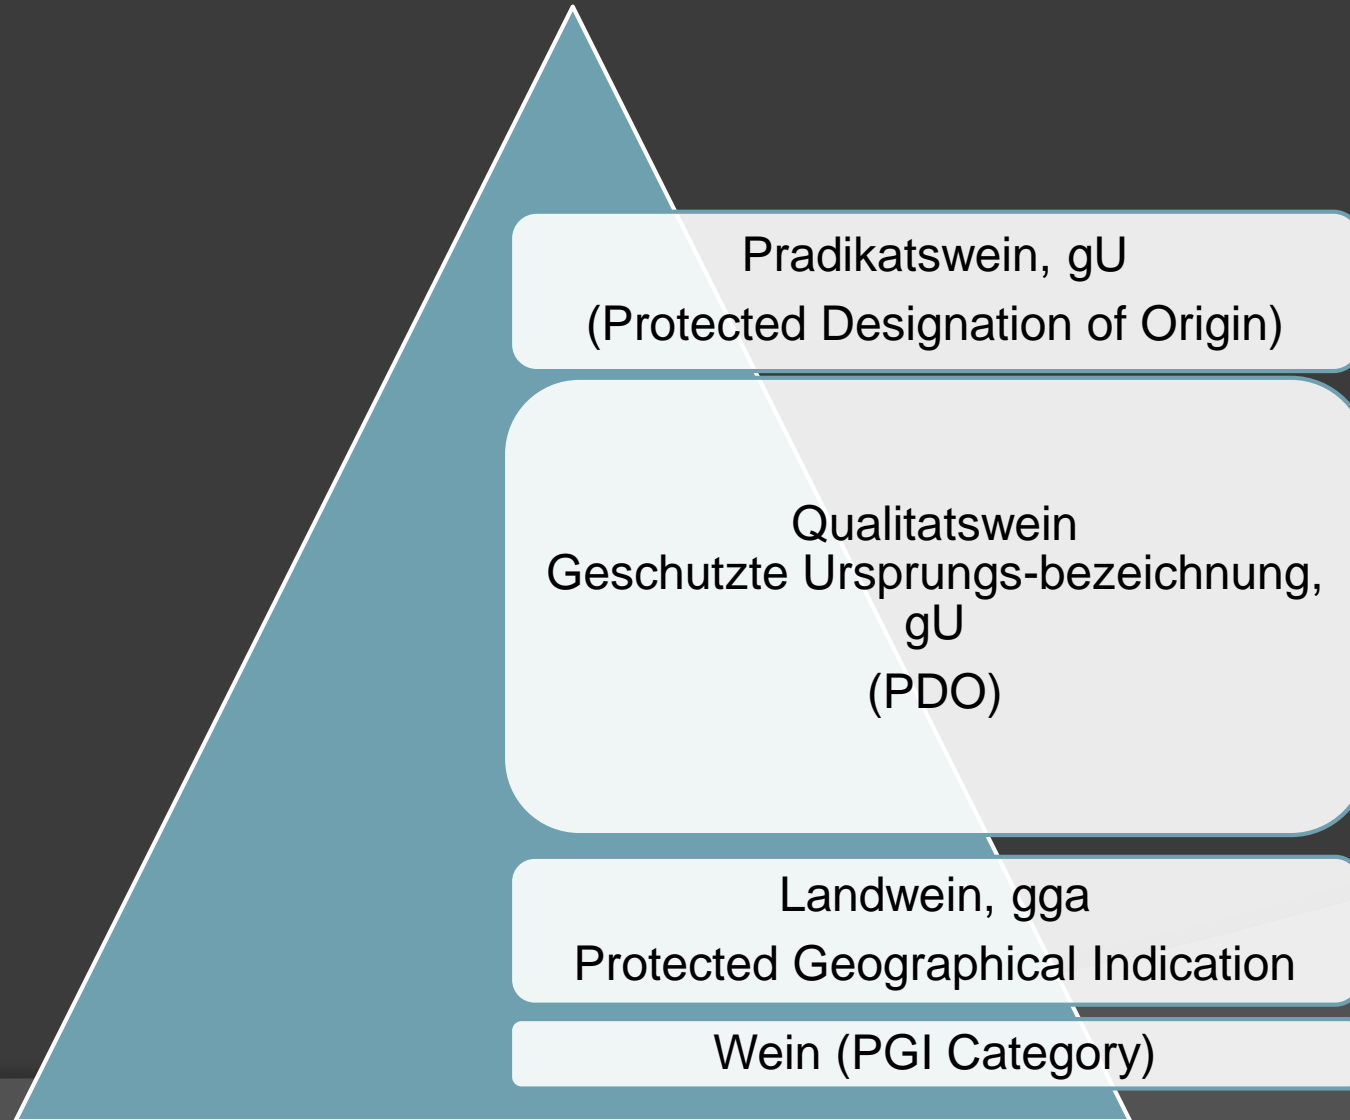 Pradikatswein, gU
(Protected Designation of Origin)
Qualitatswein
Geschutzte Ursprungs-bezeichnung,
gU
(PDO)
Landwein, gga
Protected Geographical Indication
Wein (PGI Category)